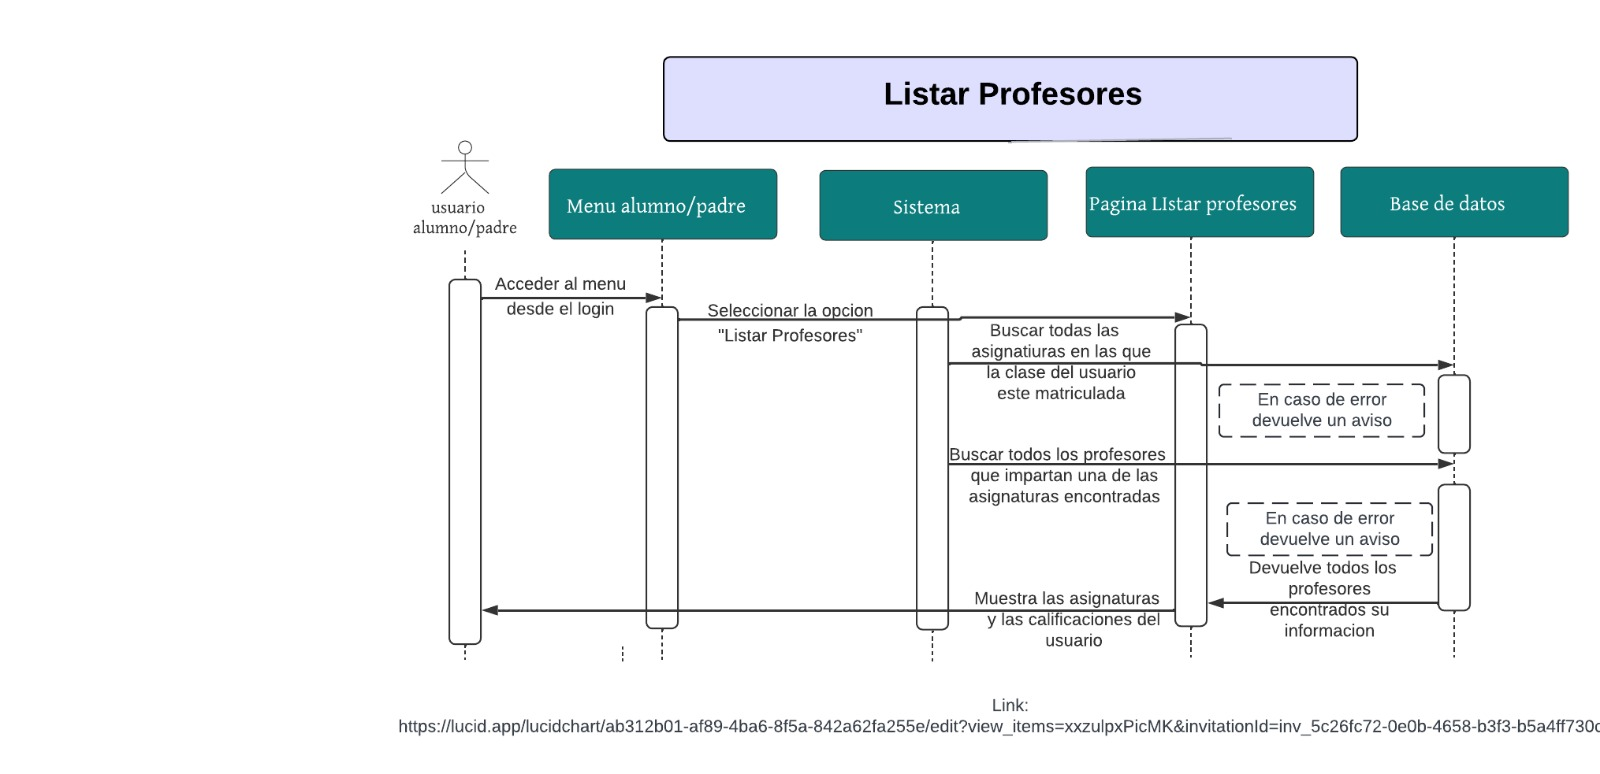 Listar Profesores
usuario
alumno/padre
Menu alumno/padre
Sistema
Pagina LIstar profesores
Base de datos
Acceder al menu
desde el login
Seleccionar la opcion
"Listar Profesores"
Buscar todas las
asignatiuras en las que
la clase del usuario
este matriculada
En caso de error
devuelve un aviso
Buscar todos los profesores
que impartan una de las
asignaturas encontradas
En caso de error
devuelve un aviso
Devuelve todos los
profesores
encontrados su
informacion
Muestra las asignaturas
y las calificaciones del
usuario
Link:
https://lucid.app/lucidchart/ab312b01-af89-4ba6-8f5a-842a62fa255e/edit?view_items=xxzulpxPicMK&invitationId=inv_5c26fc72-0e0b-4658-b3f3-b5a4ff730